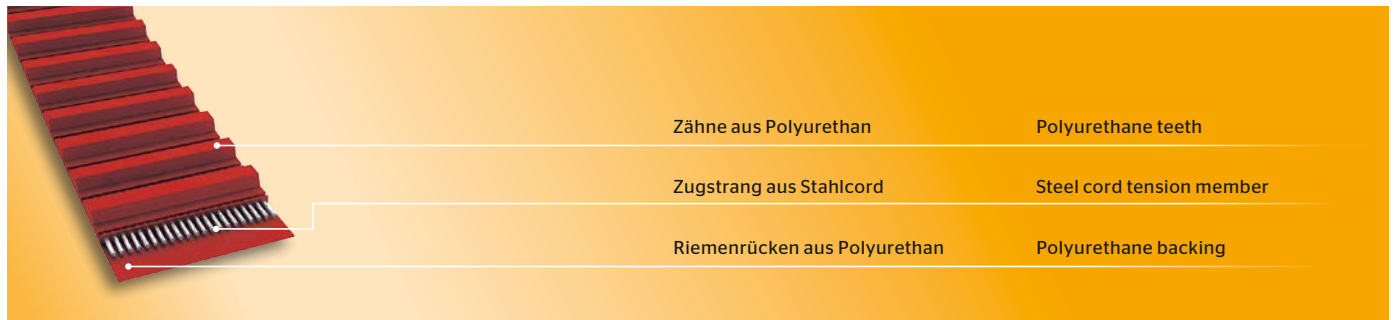 Zähne aus Polyurethan Polyurethane teeth
Zugstrang aus Stahlcord Steel cord tension member
Riemenrücken aus Polyurethan Polyurethane backing